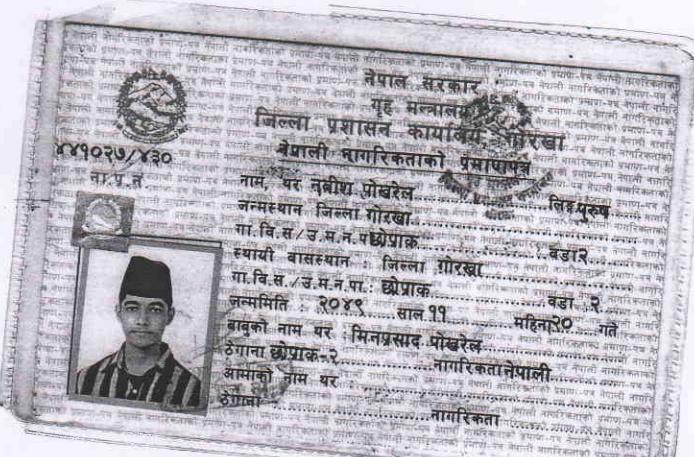 नेपाल सरकार
गृह मन्त्रालय
जिल्ला प्रशासन कार्यालय गोरखा
नेपाली नागरिकताको प्रमाणपत्र
४४१०२७/४३०
ना.प्र.नं.
नाम, थर नबीश पोखरेल लिङ्ग पुरुष
जन्मस्थान जिल्ला गोरखा
गा.वि.स/उ.म.न.पा छोप्राक वडा २
स्थायी वासस्थान : जिल्ला गोरखा
गा.वि.स./उ.म.न.पा.: छोप्राक वडा : २
जन्ममिति : २०४९ साल ११ महिना २० गते
बाबुको नाम थर मिनप्रसाद पोखरेल
ठेगाना छोप्राक-२ नागरिकता नेपाली
आमाको नाम थर
ठेगाना नागरिकता